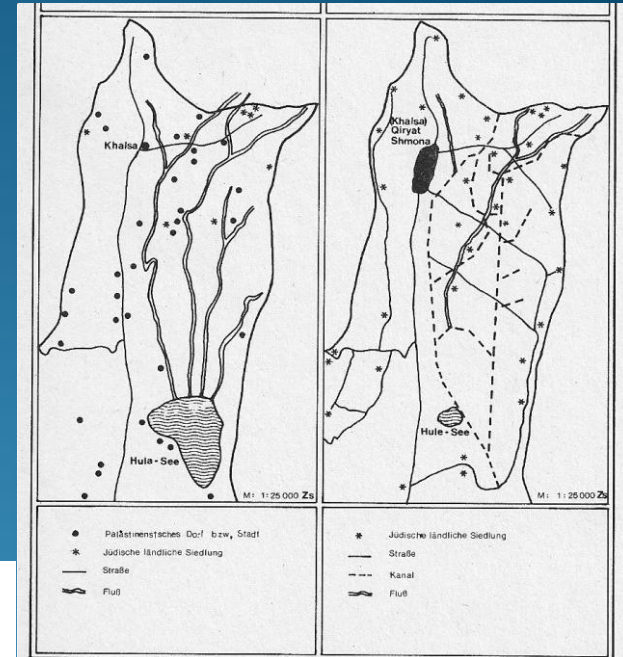 Khalsa
Hula-See
M: 1:25 000 Zs
Palästinenstsches Dorf bzw, Stadt
Jüdische ländliche Siedlung
Straße
Fluß
(Khalsa)
Qiryat
Shmona
Hule-See
M: 1:25 000 Zs
Jüdische ländliche Siedlung
Straße
Kanal
Fluß